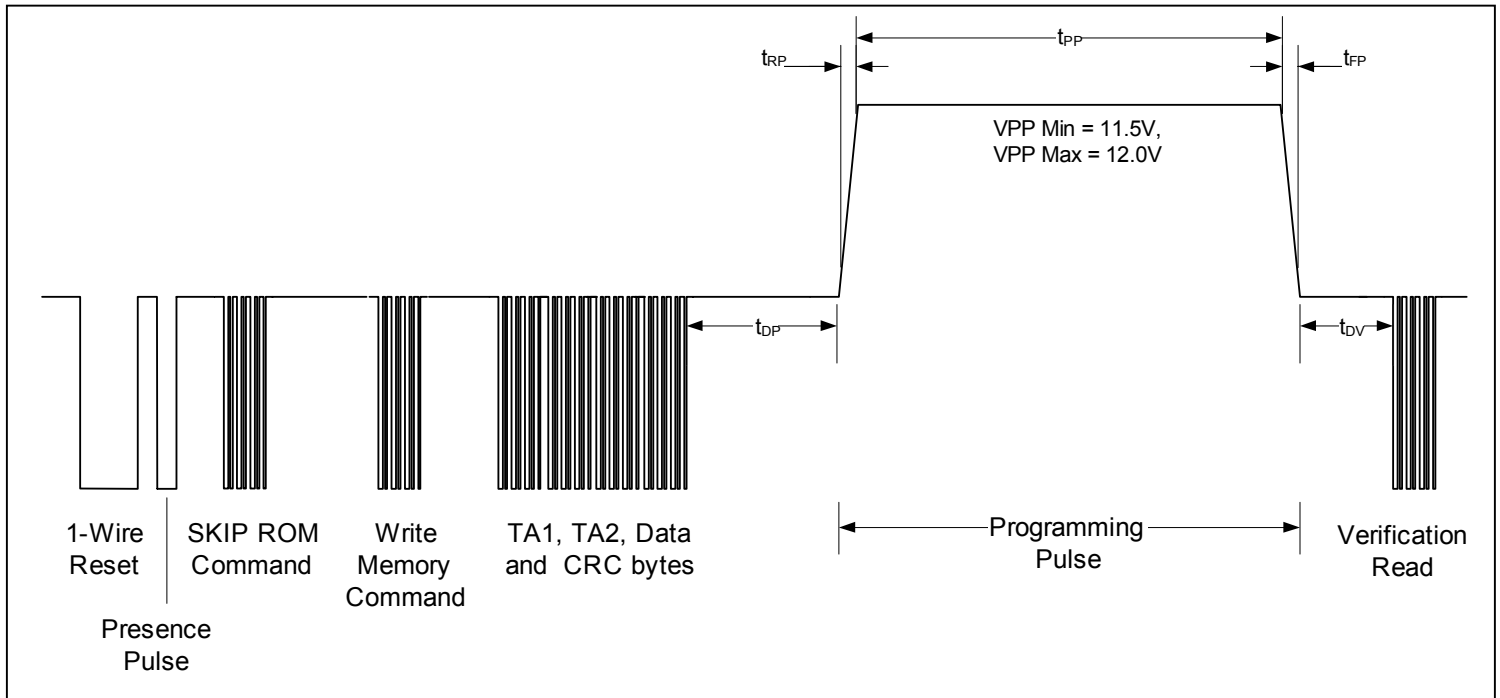 tPP
tRP
tFP
VPP Min = 11.5V,
VPP Max = 12.0V
tDP
tDV
1-Wire
Reset
SKIP ROM
Command
Write
Memory
Command
TA1, TA2, Data
and CRC bytes
Programming
Pulse
Verification
Read
Presence
Pulse